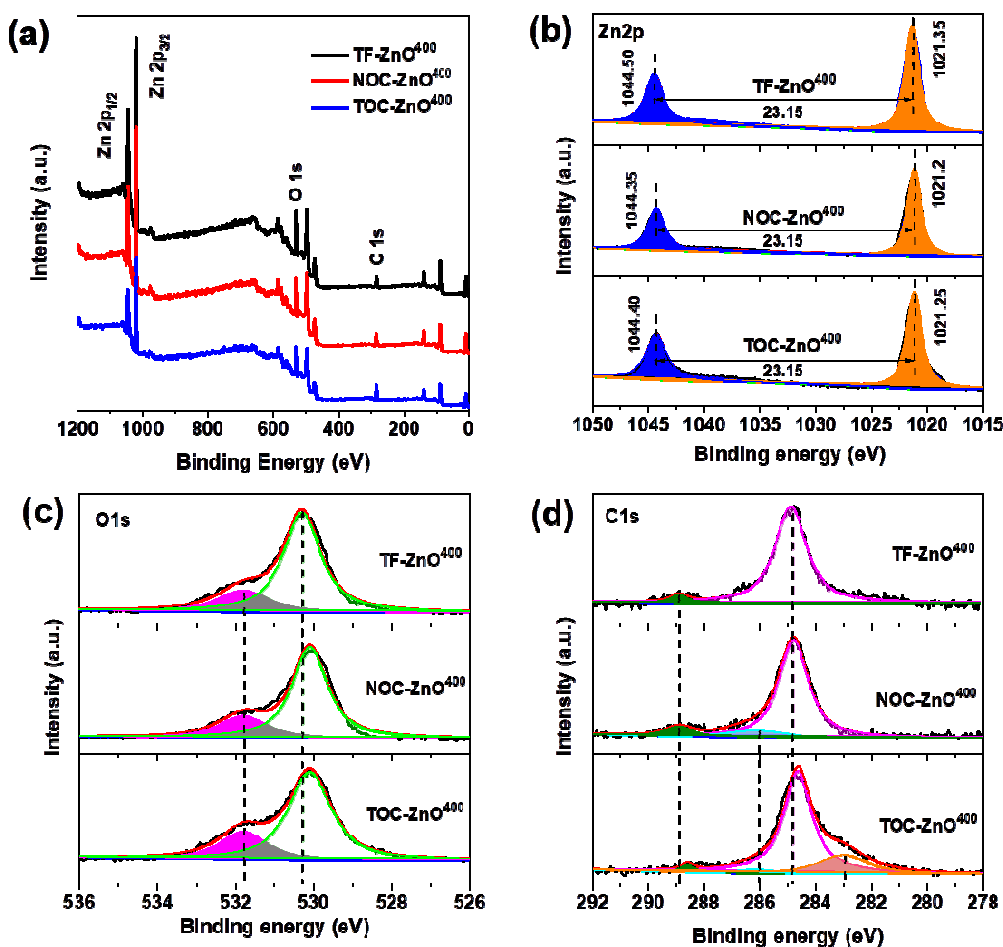 (a)
TF-ZnO⁴⁰⁰
NOC-ZnO⁴⁰⁰
TOC-ZnO⁴⁰⁰
Zn 2p1/2
Zn 2p3/2
O 1s
C 1s
Intensity (a.u.)
1200 1000 800 600 400 200 0
Binding Energy (eV)
(b)
Zn2p
1044.50
TF-ZnO⁴⁰⁰
23.15
1021.35
1044.35
NOC-ZnO⁴⁰⁰
23.15
1021.2
1044.40
TOC-ZnO⁴⁰⁰
23.15
1021.25
Intensity (a.u.)
1050 1045 1040 1035 1030 1025 1020 1015
Binding energy (eV)
(c)
O1s
TF-ZnO⁴⁰⁰
NOC-ZnO⁴⁰⁰
TOC-ZnO⁴⁰⁰
Intensity (a.u.)
536 534 532 530 528 526
Binding energy (eV)
(d)
C1s
TF-ZnO⁴⁰⁰
NOC-ZnO⁴⁰⁰
TOC-ZnO⁴⁰⁰
Intensity (a.u.)
292 290 288 286 284 282 280 278
Binding energy (eV)